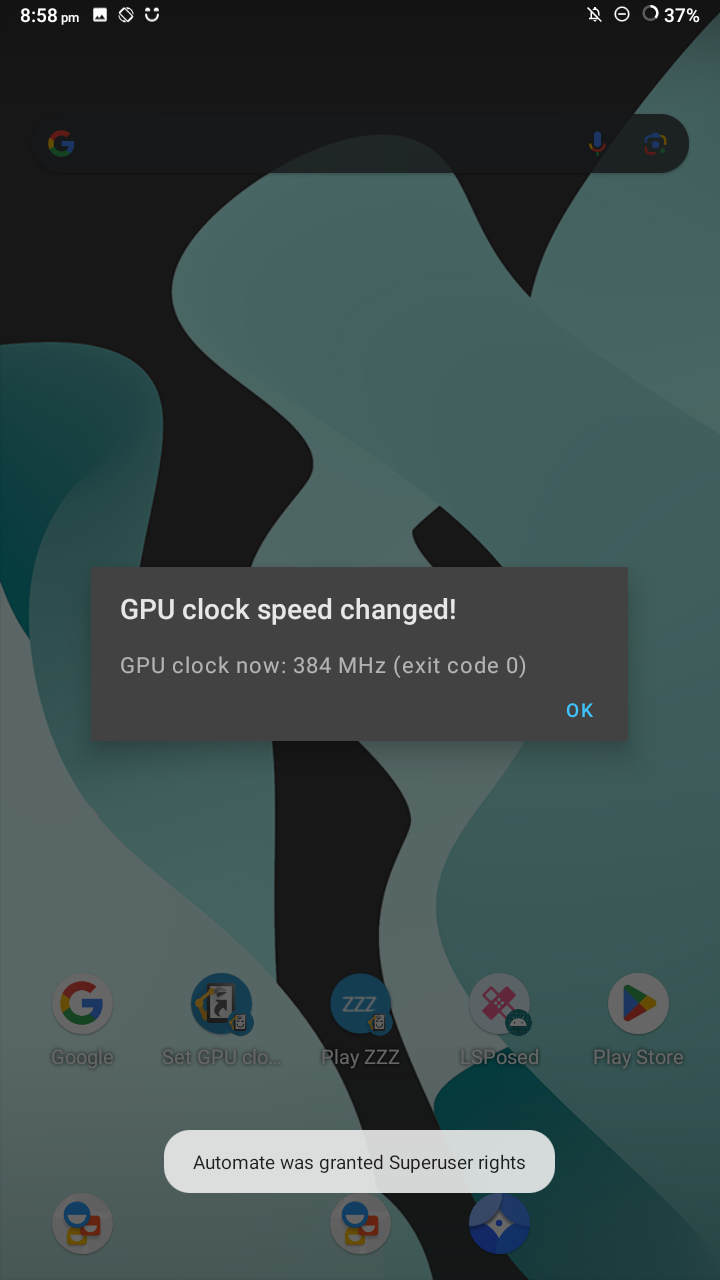 8:58 pm 37%
GPU clock speed changed!
GPU clock now: 384 MHz (exit code 0)
OK
ZZZ
Google Set GPU clo... Play ZZZ LSPosed Play Store
Automate was granted Superuser rights